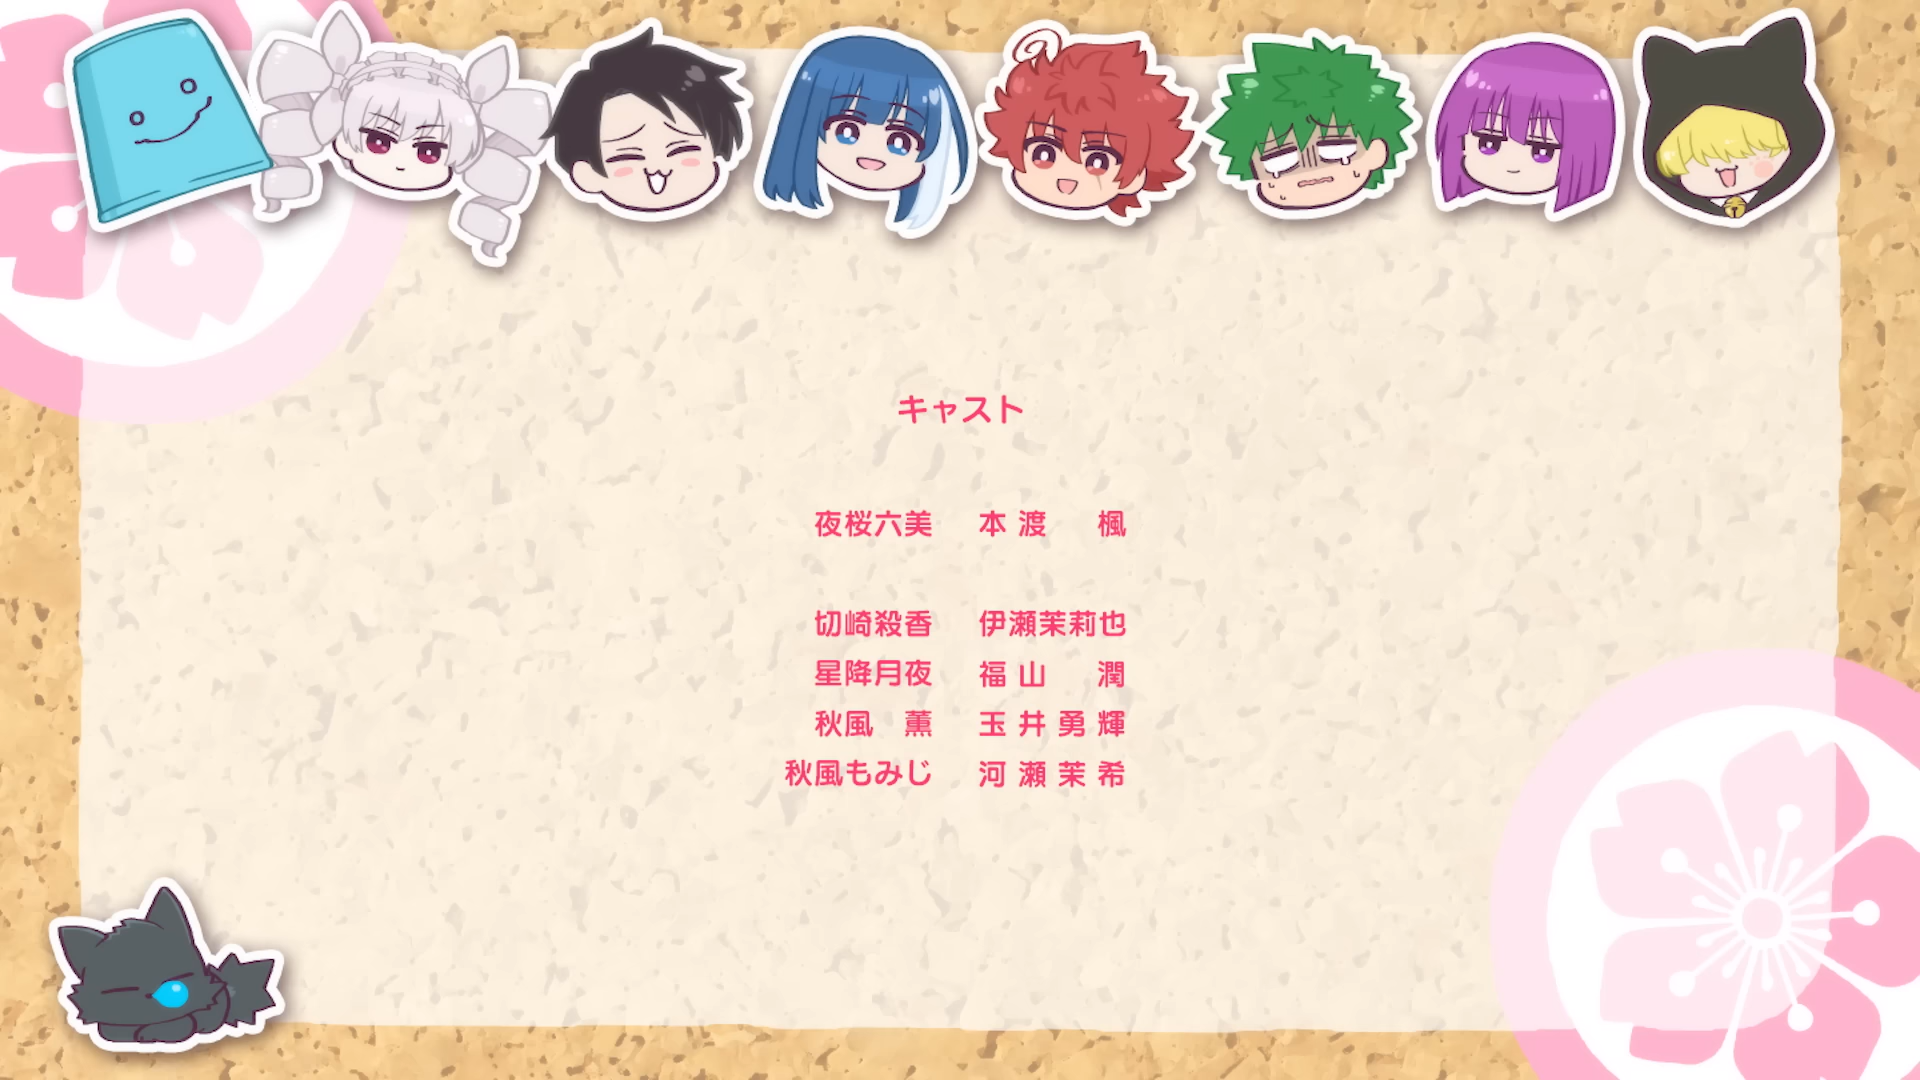 キャスト
夜桜六美 本渡 楓
切崎殺香 伊瀬茉莉也
星降月夜 福山 潤
秋風 薫 玉井勇輝
秋風もみじ 河瀬茉希